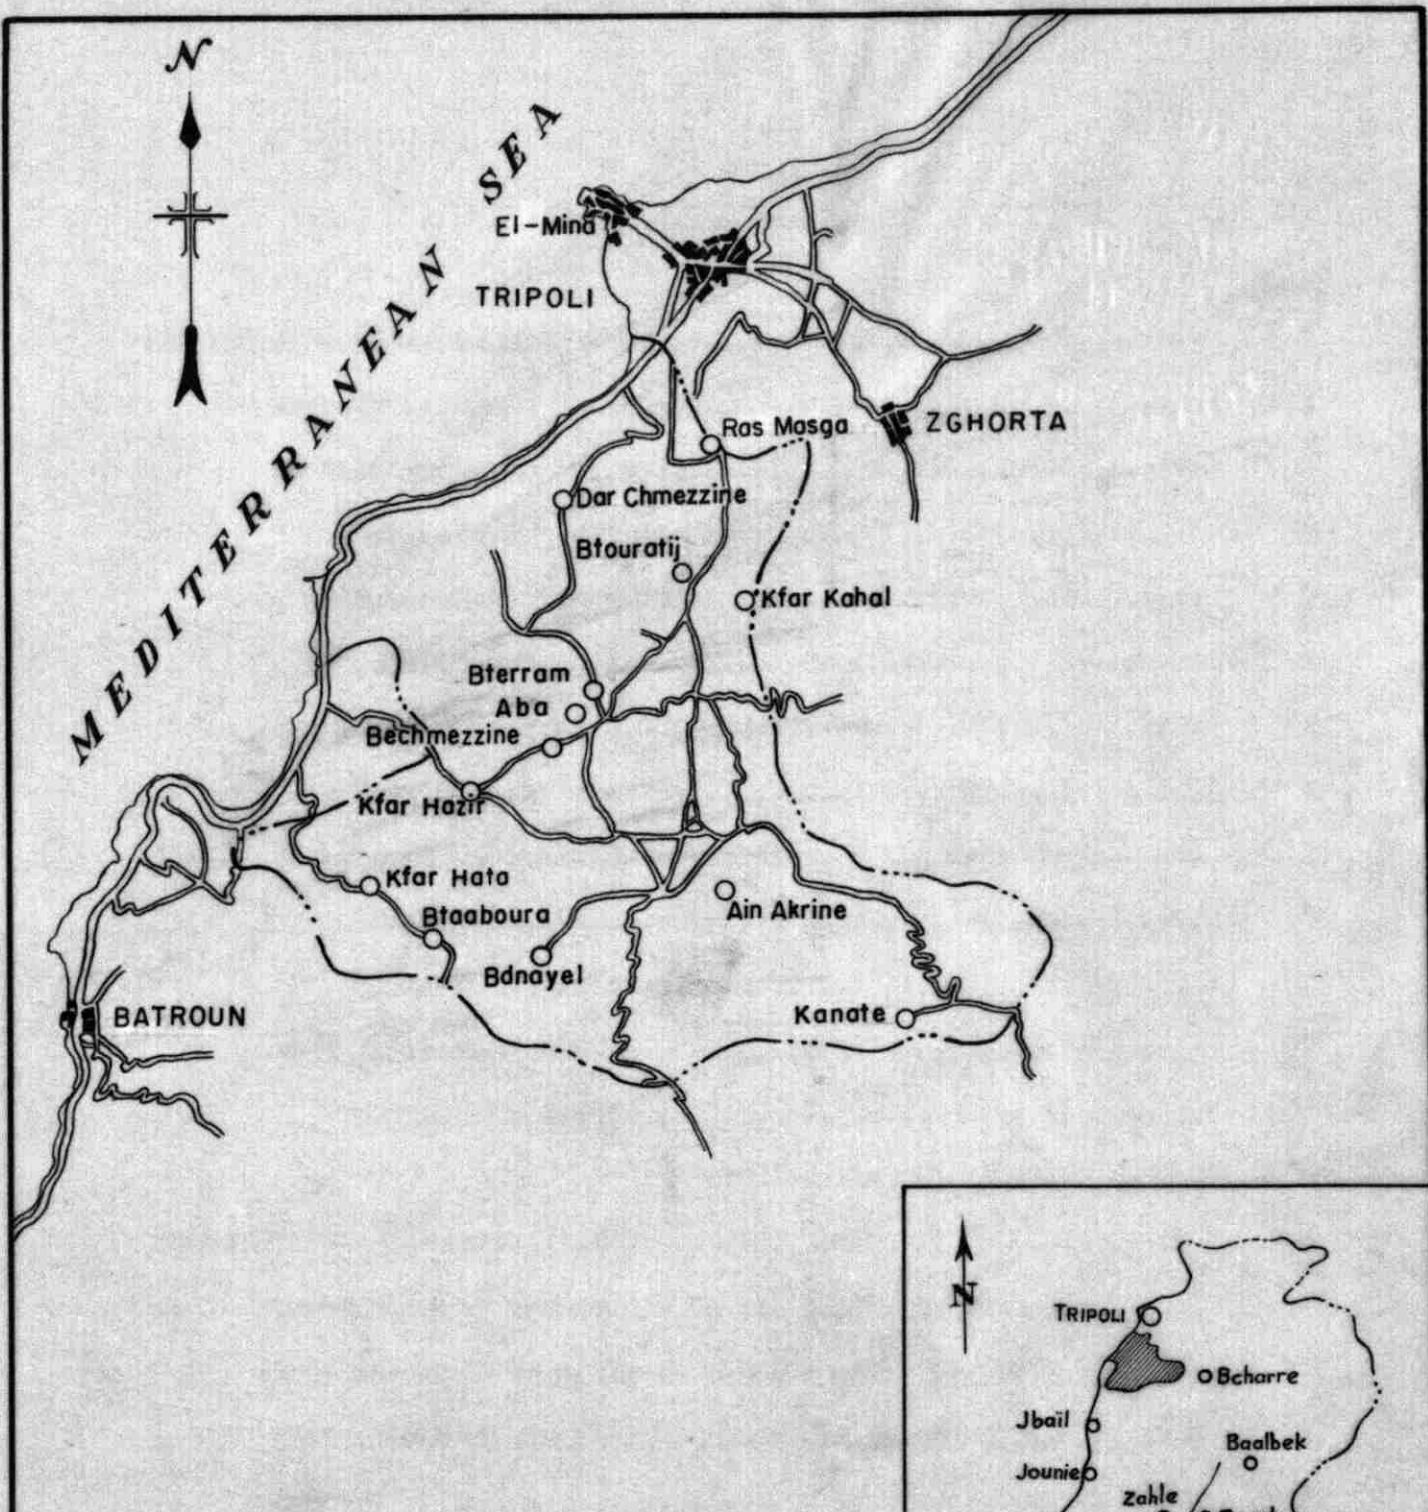 N
MEDITERRANEAN SEA
El-Mina
TRIPOLI
ZGHORTA
Ras Masga
Dar Chmezzine
Btouratij
Kfar Kahal
Bterram
Aba
Bechmezzine
Kfar Hazir
Kfar Hata
Btaaboura
Ain Akrine
Bdnayel
Kanate
BATROUN
N
TRIPOLI
Bcharre
Jbaïl
Baalbek
Jounie
Zahle